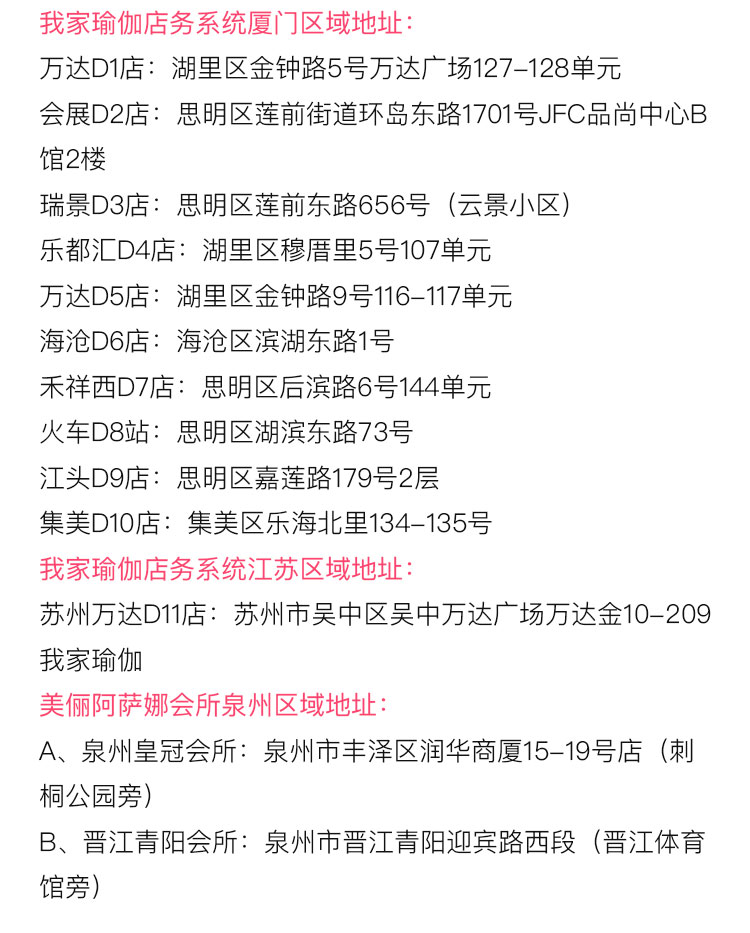 我家瑜伽店务系统厦门区域地址：
万达D1店：湖里区金钟路5号万达广场127-128单元
会展D2店：思明区莲前街道环岛东路1701号JFC品尚中心B
馆2楼
瑞景D3店：思明区莲前东路656号（云景小区）
乐都汇D4店：湖里区穆厝里5号107单元
万达D5店：湖里区金钟路9号116-117单元
海沧D6店：海沧区滨湖东路1号
禾祥西D7店：思明区后滨路6号144单元
火车D8站：思明区湖滨东路73号
江头D9店：思明区嘉莲路179号2层
集美D10店：集美区乐海北里134-135号
我家瑜伽店务系统江苏区域地址：
苏州万达D11店：苏州市吴中区吴中万达广场万达金10-209
我家瑜伽
美俪阿萨娜会所泉州区域地址：
A、泉州皇冠会所：泉州市丰泽区润华商厦15-19号店（刺
桐公园旁）
B、晋江青阳会所：泉州市晋江青阳迎宾路西段（晋江体育
馆旁）